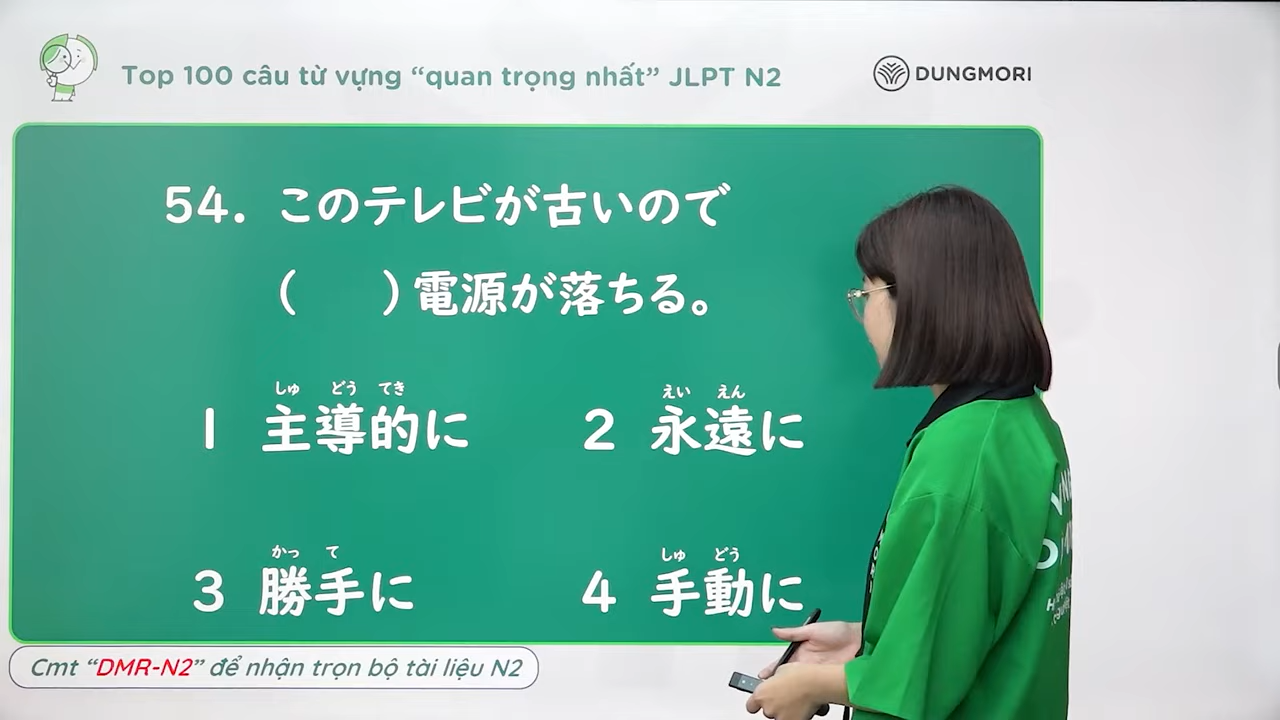 Top 100 câu từ vựng “quan trọng nhất” JLPT N2
DUNGMORI
54. このテレビが古いので
(　　)電源が落ちる。
しゅ どう てき
1 主導的に
えい えん
2 永遠に
かっ て
3 勝手に
しゅ どう
4 手動に
Cmt “DMR-N2” để nhận trọn bộ tài liệu N2